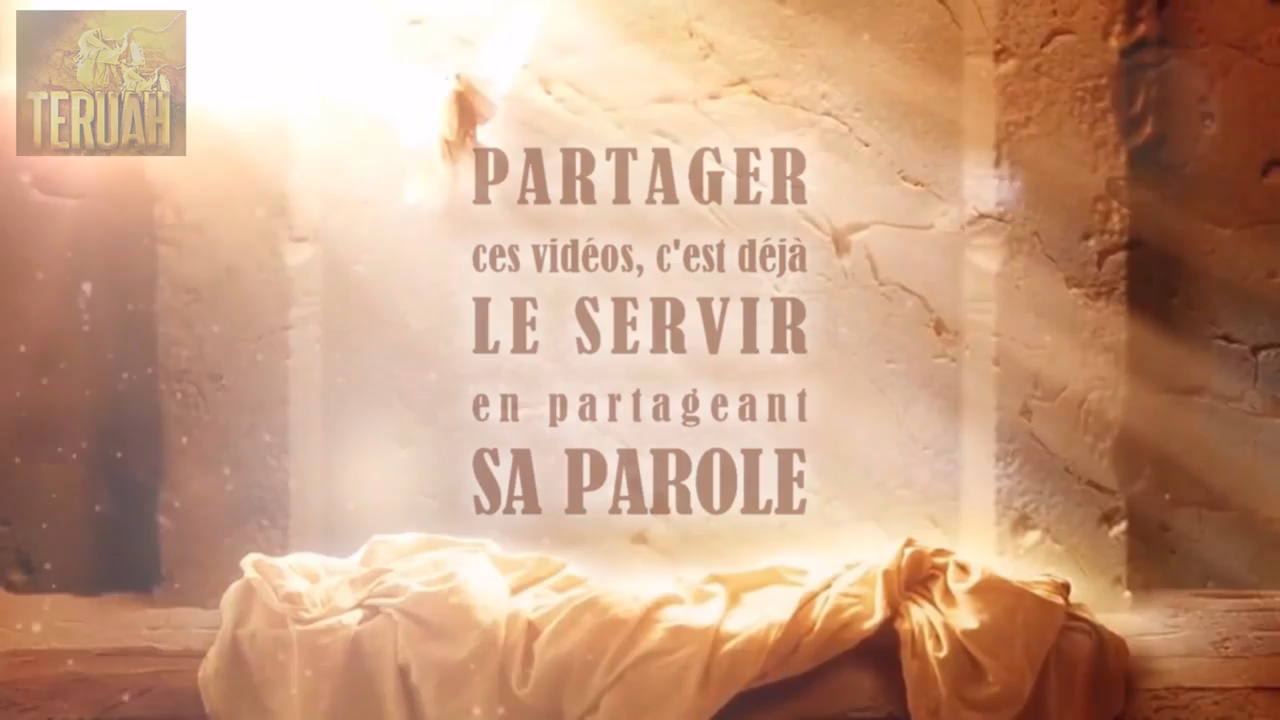 TERUAH
PARTAGER
ces vidéos, c'est déjà
LE SERVIR
en partageant
SA PAROLE